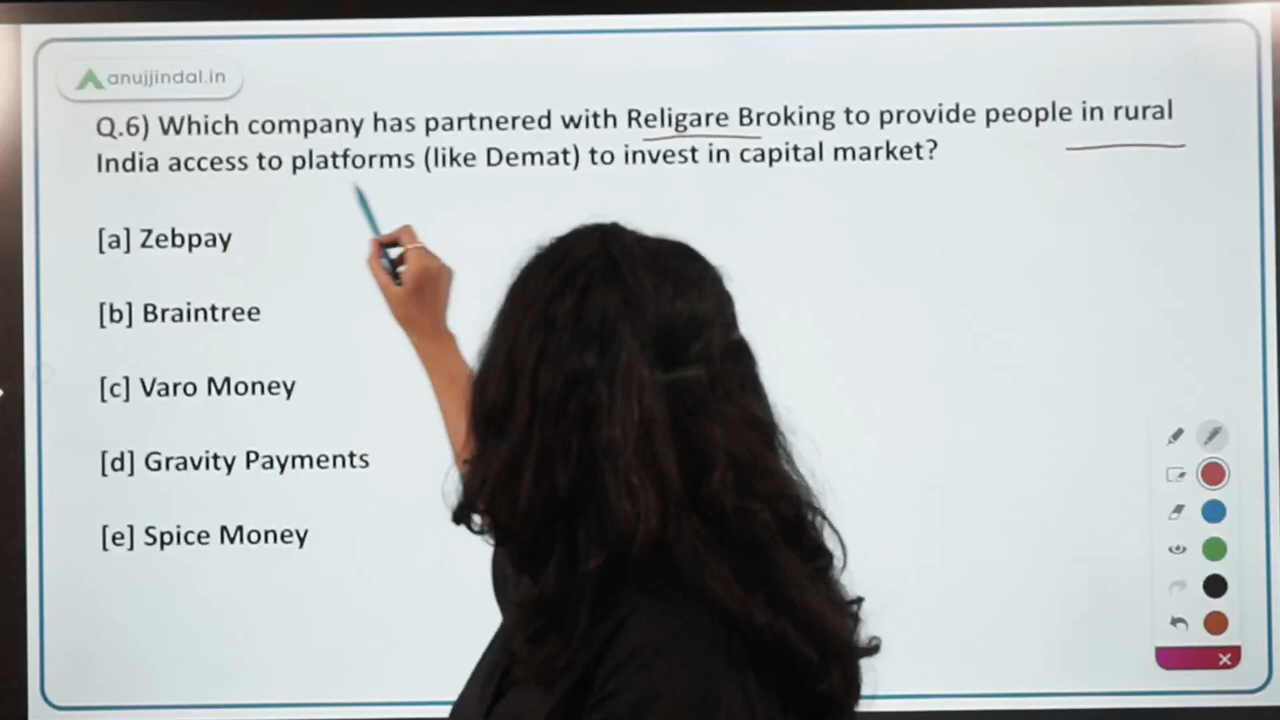 anujjindal.in
Q.6) Which company has partnered with Religare Broking to provide people in rural
India access to platforms (like Demat) to invest in capital market?
[a] Zebpay
[b] Braintree
[c] Varo Money
[d] Gravity Payments
[e] Spice Money